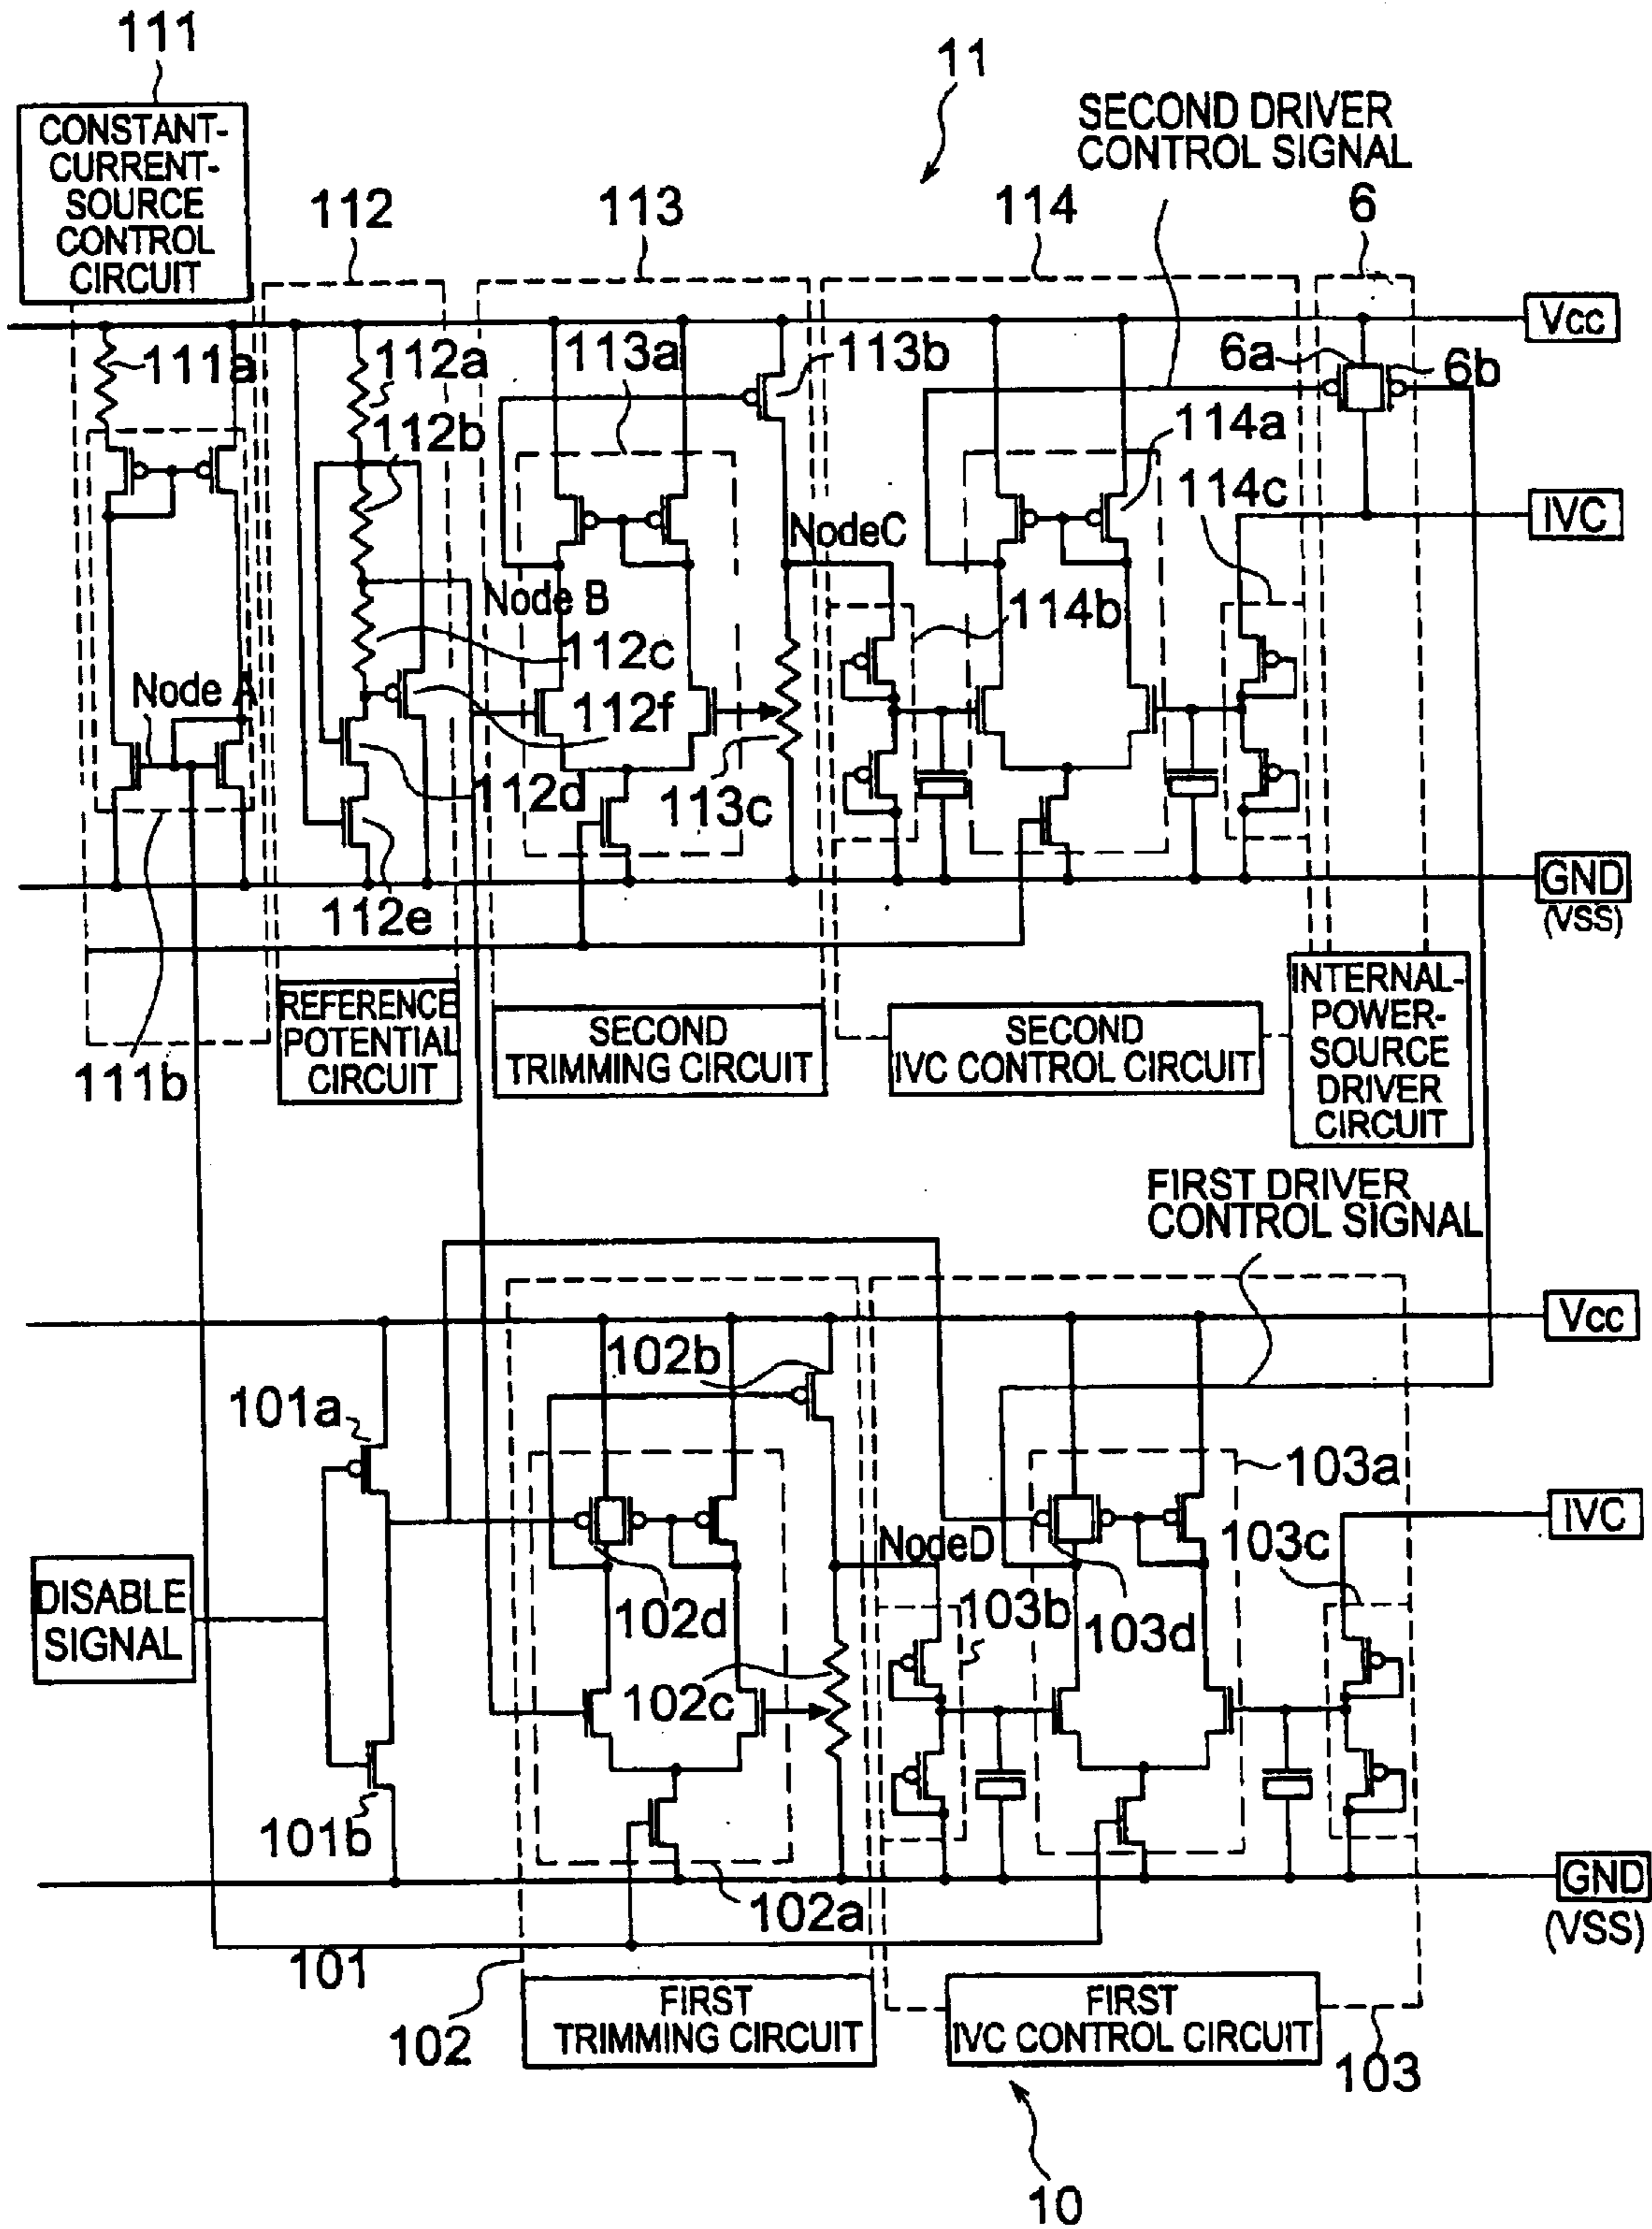 111
11
CONSTANT-
CURRENT-
SOURCE
CONTROL
CIRCUIT
SECOND DRIVER
CONTROL SIGNAL
112
113
114
6
Vcc
111a
112a
113a
113b
6a
6b
112b
114a
114c
IVC
NodeC
Node B
114b
112c
Node A
112f
112d
113c
GND
(VSS)
112e
REFERENCE
POTENTIAL
CIRCUIT
SECOND
TRIMMING CIRCUIT
SECOND
IVC CONTROL CIRCUIT
INTERNAL-
POWER-
SOURCE
DRIVER
CIRCUIT
111b
FIRST DRIVER
CONTROL SIGNAL
Vcc
102b
101a
103a
IVC
NodeD
103c
DISABLE
SIGNAL
102d
103b
103d
102c
101b
102a
GND
(VSS)
101
102
FIRST
TRIMMING CIRCUIT
FIRST
IVC CONTROL CIRCUIT
103
10